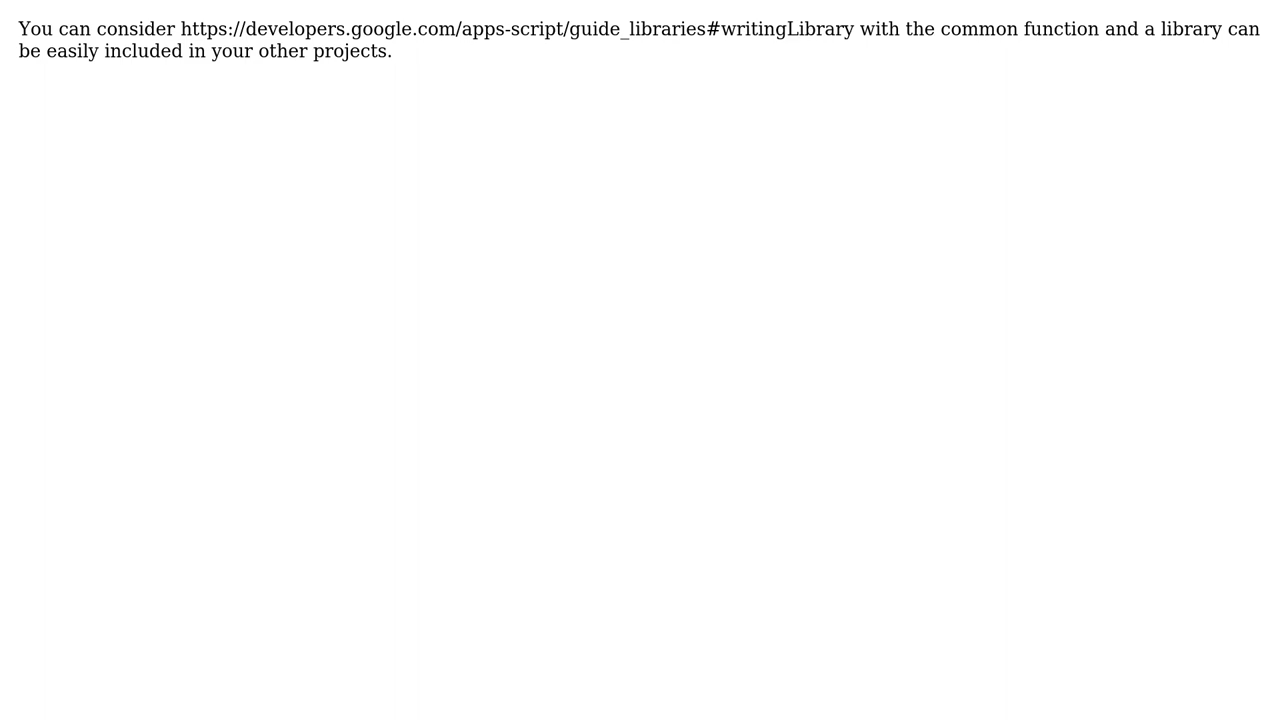 You can consider https://developers.google.com/apps-script/guide_libraries#writingLibrary with the common function and a library can
be easily included in your other projects.